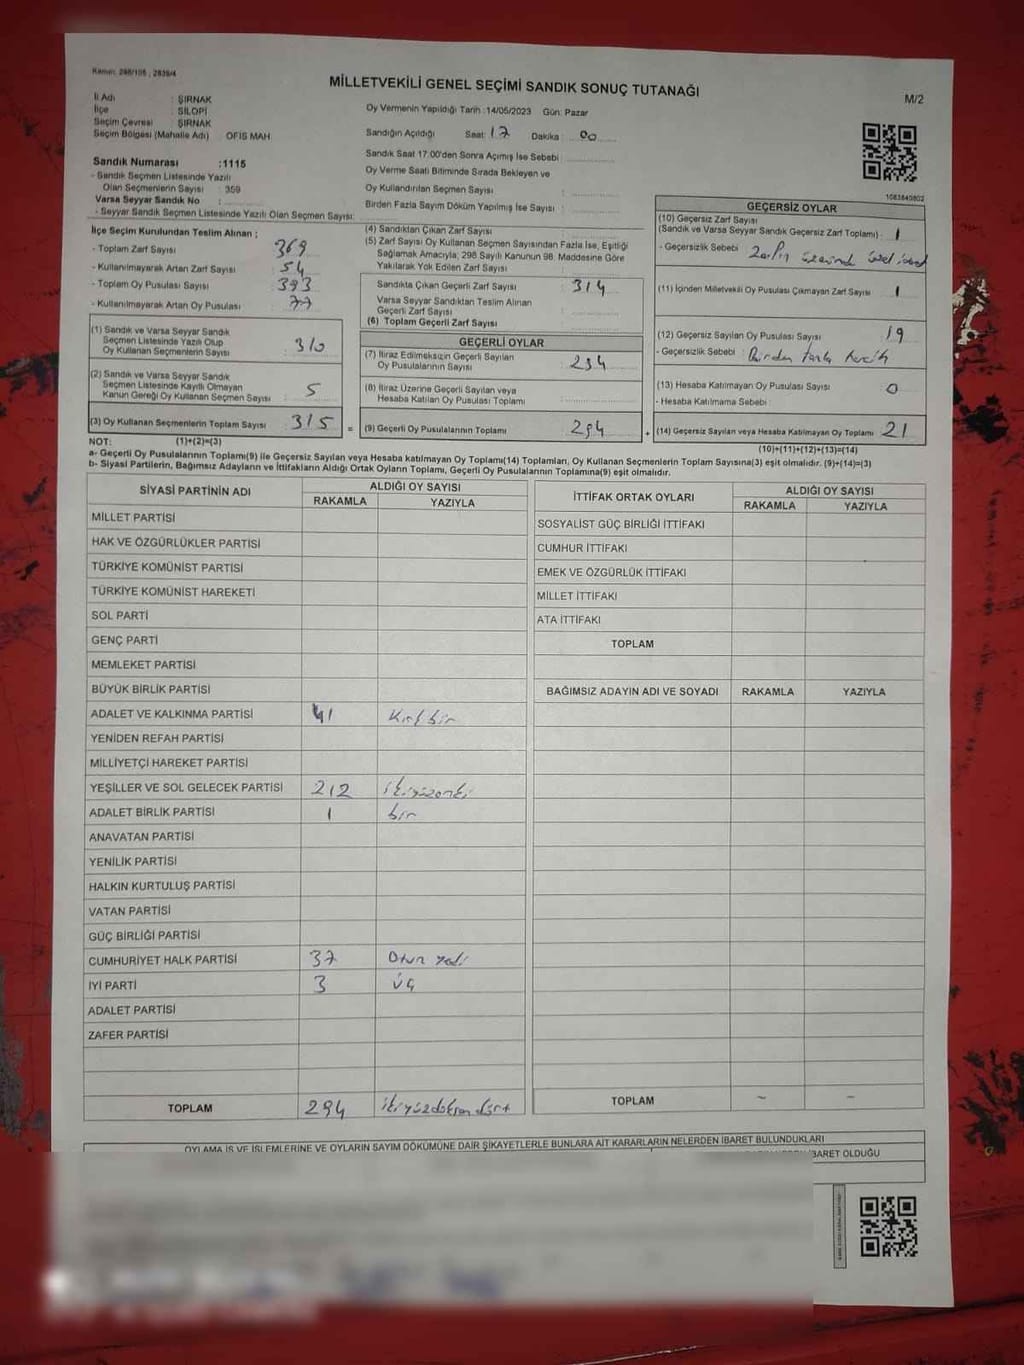 Kanun: 298/105 , 2839/4
MİLLETVEKİLİ GENEL SEÇİMİ SANDIK SONUÇ TUTANAĞI
M/2
İl Adı : ŞIRNAK
İlçe : SİLOPİ
Seçim Çevresi : ŞIRNAK
Seçim Bölgesi (Mahalle Adı) OFİS MAH.
Oy Vermenin Yapıldığı Tarih :14/05/2023 Gün: Pazar
Sandığın Açıldığı Saat: 17 Dakika : 00
Sandık Saat 17:00'den Sonra Açımış İse Sebebi :
Oy Verme Saati Bitiminde Sırada Bekleyen ve
Oy Kullandırılan Seçmen Sayısı :
Birden Fazla Sayım Döküm Yapılmış İse Sayısı :
Sandık Numarası :1115
- Sandık Seçmen Listesinde Yazılı
Olan Seçmenlerin Sayısı : 359
Varsa Seyyar Sandık No :
- Seyyar Sandık Seçmen Listesinde Yazılı Olan Seçmen Sayısı:
İlçe Seçim Kurulundan Teslim Alınan ;
- Toplam Zarf Sayısı : 369
- Kullanılmayarak Artan Zarf Sayısı : 54
- Toplam Oy Pusulası Sayısı : 393
- Kullanılmayarak Artan Oy Pusulası : 77
(1) Sandık ve Varsa Seyyar Sandık
Seçmen Listesinde Yazılı Olup
Oy Kullanan Seçmenlerin Sayısı : 310
(2) Sandık ve Varsa Seyyar Sandık
Seçmen Listesinde Kayıtlı Olmayan
Kanun Gereği Oy Kullanan Seçmen Sayısı : 5
(3) Oy Kullanan Seçmenlerin Toplam Sayısı : 315 =
(1)+(2)=(3)
(4) Sandıktan Çıkan Zarf Sayısı :
(5) Zarf Sayısı Oy Kullanan Seçmen Sayısından Fazla İse, Eşitliği
Sağlamak Amacıyla; 298 Sayılı Kanunun 98. Maddesine Göre
Yakılarak Yok Edilen Zarf Sayısı :
Sandıkta Çıkan Geçerli Zarf Sayısı : 314
Varsa Seyyar Sandıktan Teslim Alınan
Geçerli Zarf Sayısı :
(6) Toplam Geçerli Zarf Sayısı :
GEÇERLİ OYLAR
(7) İtiraz Edilmeksizin Geçerli Sayılan
Oy Pusulalarının Sayısı : 294
(8) İtiraz Üzerine Geçerli Sayılan veya
Hesaba Katılan Oy Pusulası Toplamı :
(9) Geçerli Oy Pusulalarının Toplamı : 294 +
1083840802
GEÇERSİZ OYLAR
(10) Geçersiz Zarf Sayısı
(Sandık ve Varsa Seyyar Sandık Geçersiz Zarf Toplamı) : 1
- Geçersizlik Sebebi : Zarfın üzerinde
(11) İçinden Milletvekili Oy Pusulası Çıkmayan Zarf Sayısı : 1
(12) Geçersiz Sayılan Oy Pusulası Sayısı : 19
- Geçersizlik Sebebi : Birden fazla tercih
(13) Hesaba Katılmayan Oy Pusulası Sayısı : 0
- Hesaba Katılmama Sebebi :
(14) Geçersiz Sayılan veya Hesaba Katılmayan Oy Toplamı : 21
(10)+(11)+(12)+(13)=(14)
NOT:
a- Geçerli Oy Pusulalarının Toplamı(9) ile Geçersiz Sayılan veya Hesaba Katılmayan Oy Toplamı(14) Toplamları, Oy Kullanan Seçmenlerin Toplam Sayısına(3) eşit olmalıdır. (9)+(14)=(3)
b- Siyasi Partilerin, Bağımsız Adayların ve İttifakların Aldığı Ortak Oyların Toplamı, Geçerli Oy Pusulalarının Toplamına(9) eşit olmalıdır.
SİYASİ PARTİNİN ADI ALDIĞI OY SAYISI
RAKAMLA YAZIYLA
MİLLET PARTİSİ
HAK VE ÖZGÜRLÜKLER PARTİSİ
TÜRKİYE KOMÜNİST PARTİSİ
TÜRKİYE KOMÜNİST HAREKETİ
SOL PARTİ
GENÇ PARTİ
MEMLEKET PARTİSİ
BÜYÜK BİRLİK PARTİSİ
ADALET VE KALKINMA PARTİSİ 41 Kırk bir
YENİDEN REFAH PARTİSİ
MİLLİYETÇİ HAREKET PARTİSİ
YEŞİLLER VE SOL GELECEK PARTİSİ 212 ikiyüzoniki
ADALET BİRLİK PARTİSİ 1 bir
ANAVATAN PARTİSİ
YENİLİK PARTİSİ
HALKIN KURTULUŞ PARTİSİ
VATAN PARTİSİ
GÜÇ BİRLİĞİ PARTİSİ
CUMHURİYET HALK PARTİSİ 37 Otuz yedi
İYİ PARTİ 3 üç
ADALET PARTİSİ
ZAFER PARTİSİ
TOPLAM 294 ikiyüzdoksan dört
İTTİFAK ORTAK OYLARI ALDIĞI OY SAYISI
RAKAMLA YAZIYLA
SOSYALİST GÜÇ BİRLİĞİ İTTİFAKI
CUMHUR İTTİFAKI
EMEK VE ÖZGÜRLÜK İTTİFAKI
MİLLET İTTİFAKI
ATA İTTİFAKI
TOPLAM
BAĞIMSIZ ADAYIN ADI VE SOYADI RAKAMLA YAZIYLA
TOPLAM - -
OYLAMA İŞ VE İŞLEMLERİNE VE OYLARIN SAYIM DÖKÜMÜNE DAİR ŞİKAYETLERLE BUNLARA AİT KARARLARIN NELERDEN İBARET BULUNDUKLARI
İBARET OLDUĞU